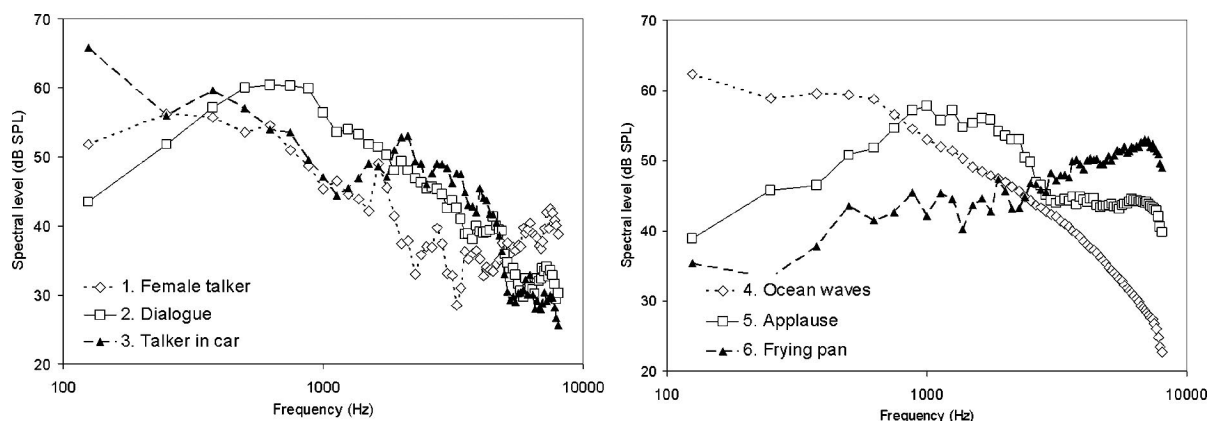 70
60
50
40
30
20
Spectral level (dB SPL)
1. Female talker
2. Dialogue
3. Talker in car
100
1000
10000
Frequency (Hz)
70
60
50
40
30
20
Spectral level (dB SPL)
4. Ocean waves
5. Applause
6. Frying pan
100
1000
10000
Frequency (Hz)